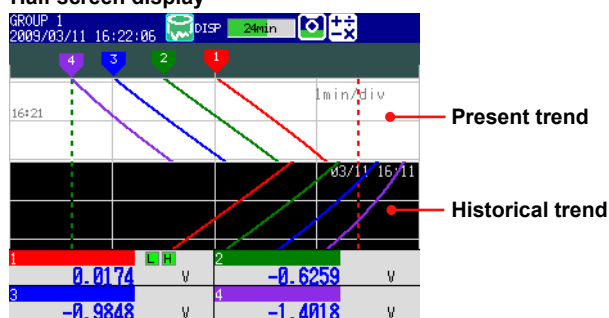 Half screen display
GROUP 1
2009/03/11 16:22:06
DISP
24min
4 3 2 1
1min/div
16:21
Present trend
03/11 16:11
Historical trend
1 L H 2
0.0174 V -0.6259 V
3 4
-0.9848 V -1.4018 V